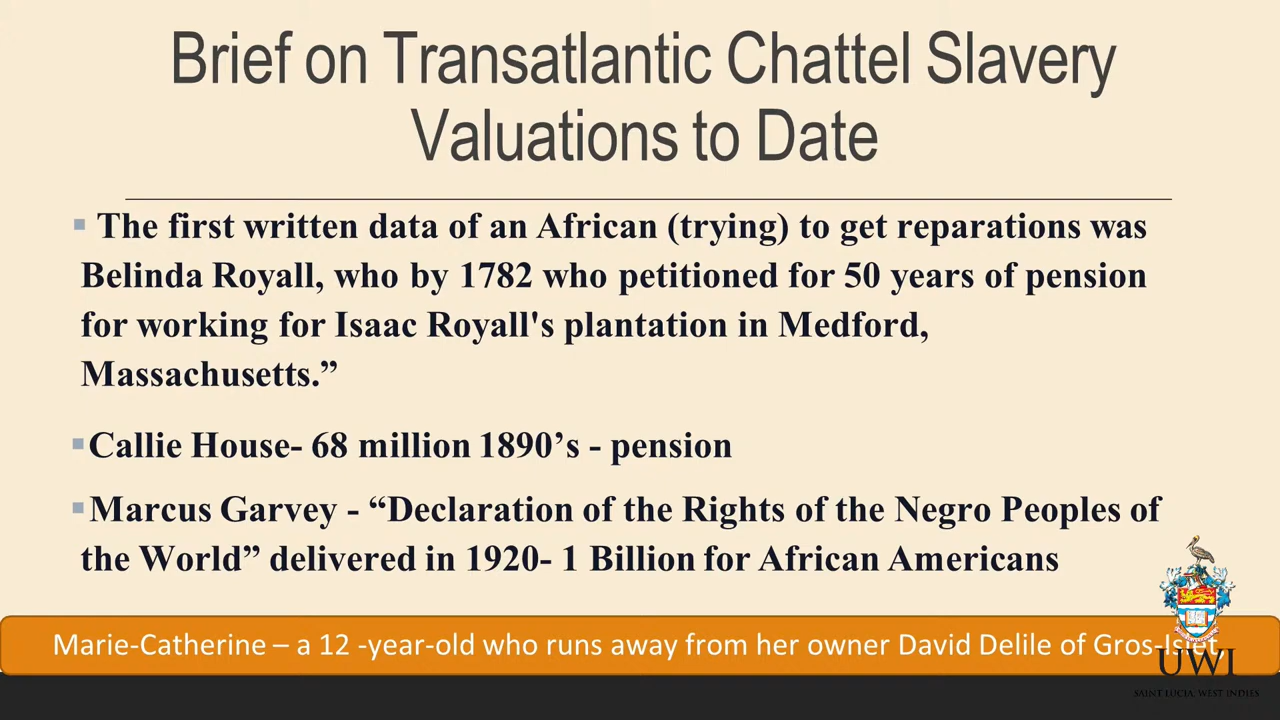 Brief on Transatlantic Chattel Slavery
Valuations to Date
▪ The first written data of an African (trying) to get reparations was
Belinda Royall, who by 1782 who petitioned for 50 years of pension
for working for Isaac Royall's plantation in Medford,
Massachusetts.”
▪Callie House- 68 million 1890’s - pension
▪Marcus Garvey - “Declaration of the Rights of the Negro Peoples of
the World” delivered in 1920- 1 Billion for African Americans
Marie-Catherine – a 12 -year-old who runs away from her owner David Delile of Gros-Islet,
UWI
SAINT LUCIA, WEST INDIES